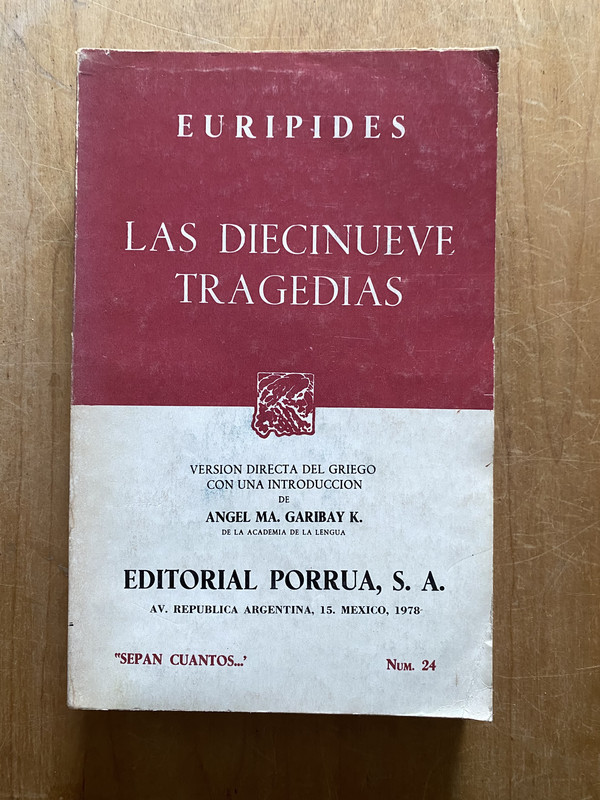 EURIPIDES
LAS DIECINUEVE
TRAGEDIAS
VERSION DIRECTA DEL GRIEGO
CON UNA INTRODUCCION
DE
ANGEL MA. GARIBAY K.
DE LA ACADEMIA DE LA LENGUA
EDITORIAL PORRUA, S. A.
AV. REPUBLICA ARGENTINA, 15. MEXICO, 1978
"SEPAN CUANTOS...' NUM. 24